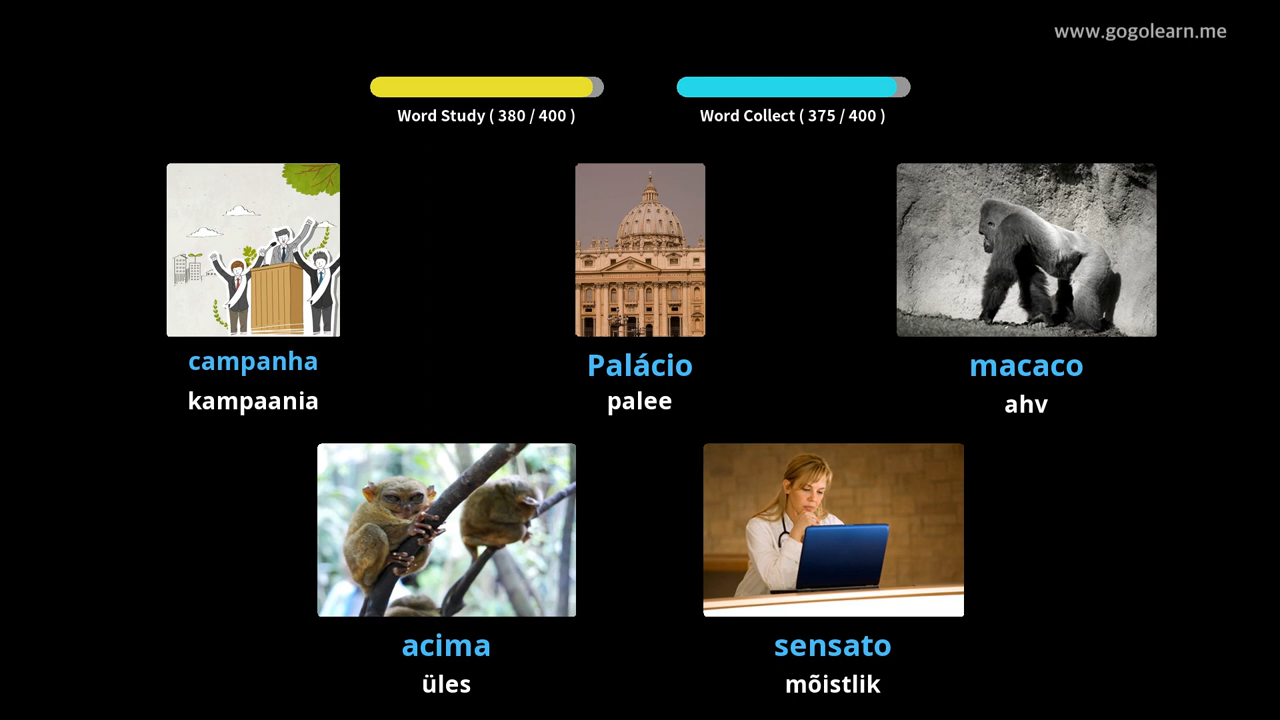 www.gogolearn.me
Word Study ( 380 / 400 )
Word Collect ( 375 / 400 )
campanha
kampaania
Palácio
palee
macaco
ahv
acima
üles
sensato
mõistlik